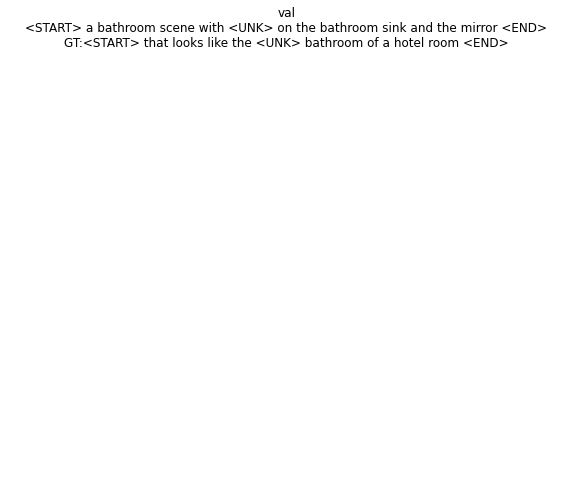 val
<START> a bathroom scene with <UNK> on the bathroom sink and the mirror <END>
GT:<START> that looks like the <UNK> bathroom of a hotel room <END>